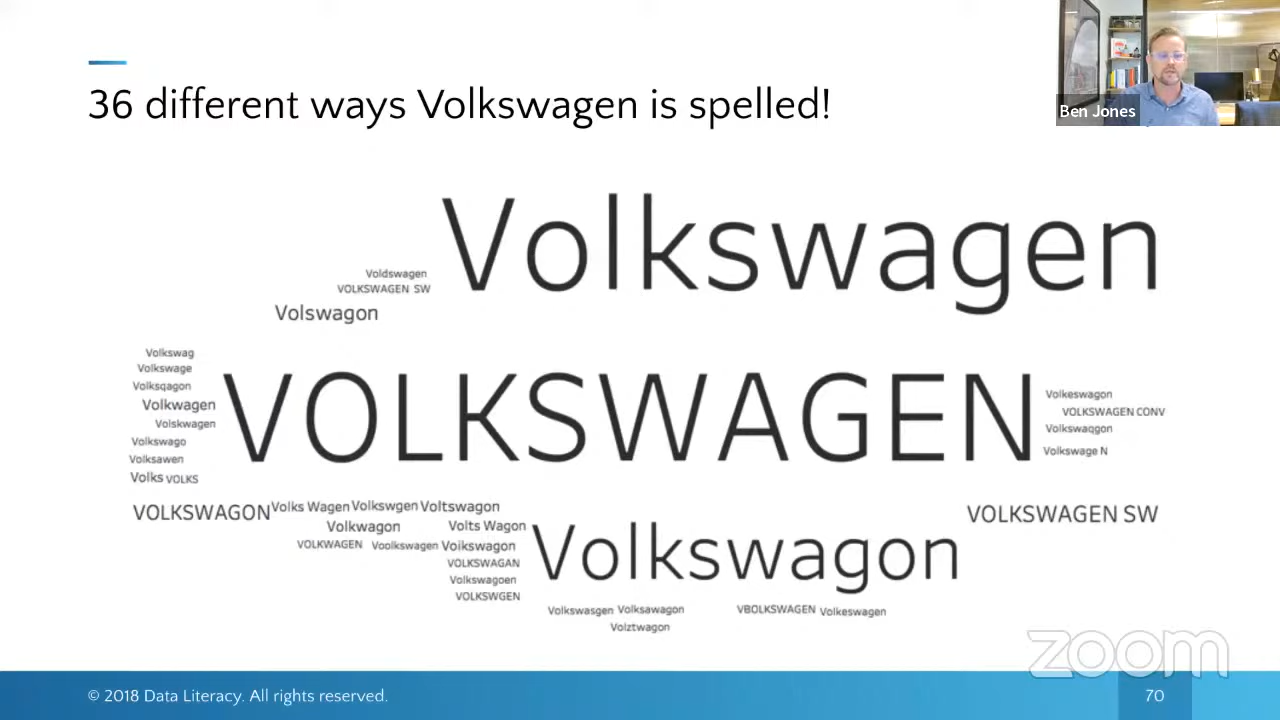 36 different ways Volkswagen is spelled!
Ben Jones
Volkswagen
Voldswagen
VOLKSWAGEN SW
Volswagon
Volkswag
Volkswage
Volksqagon
Volkwagen
Volskwagen
Volkswago
Volksawen
Volks VOLKS
VOLKSWAGEN
Volkeswagon
VOLKSWAGEN CONV
Volkswaqgon
Volkswage N
VOLKSWAGON Volks Wagen Volkswgen Voltswagon
Volkwagon Volts Wagon
VOLKWAGEN Voolkswagen Voikswagon
VOLKSWAGAN
Volkswagoen
VOLKSWGEN
Volkswagon
VOLKSWAGEN SW
Volkswasgen Volksawagon VBOLKSWAGEN Volkeswagen
Volztwagon
zoom
© 2018 Data Literacy. All rights reserved.
70